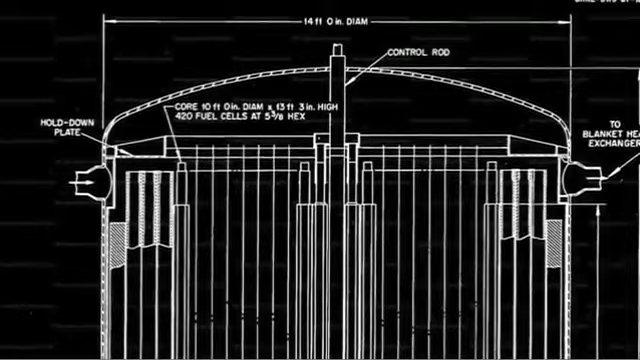 14 ft 0 in. DIAM
CONTROL ROD
CORE 10 ft 0 in. DIAM x 13 ft 3 in. HIGH
420 FUEL CELLS AT 5 3/8 HEX
HOLD-DOWN
PLATE
TO
BLANKET HEA
EXCHANGER